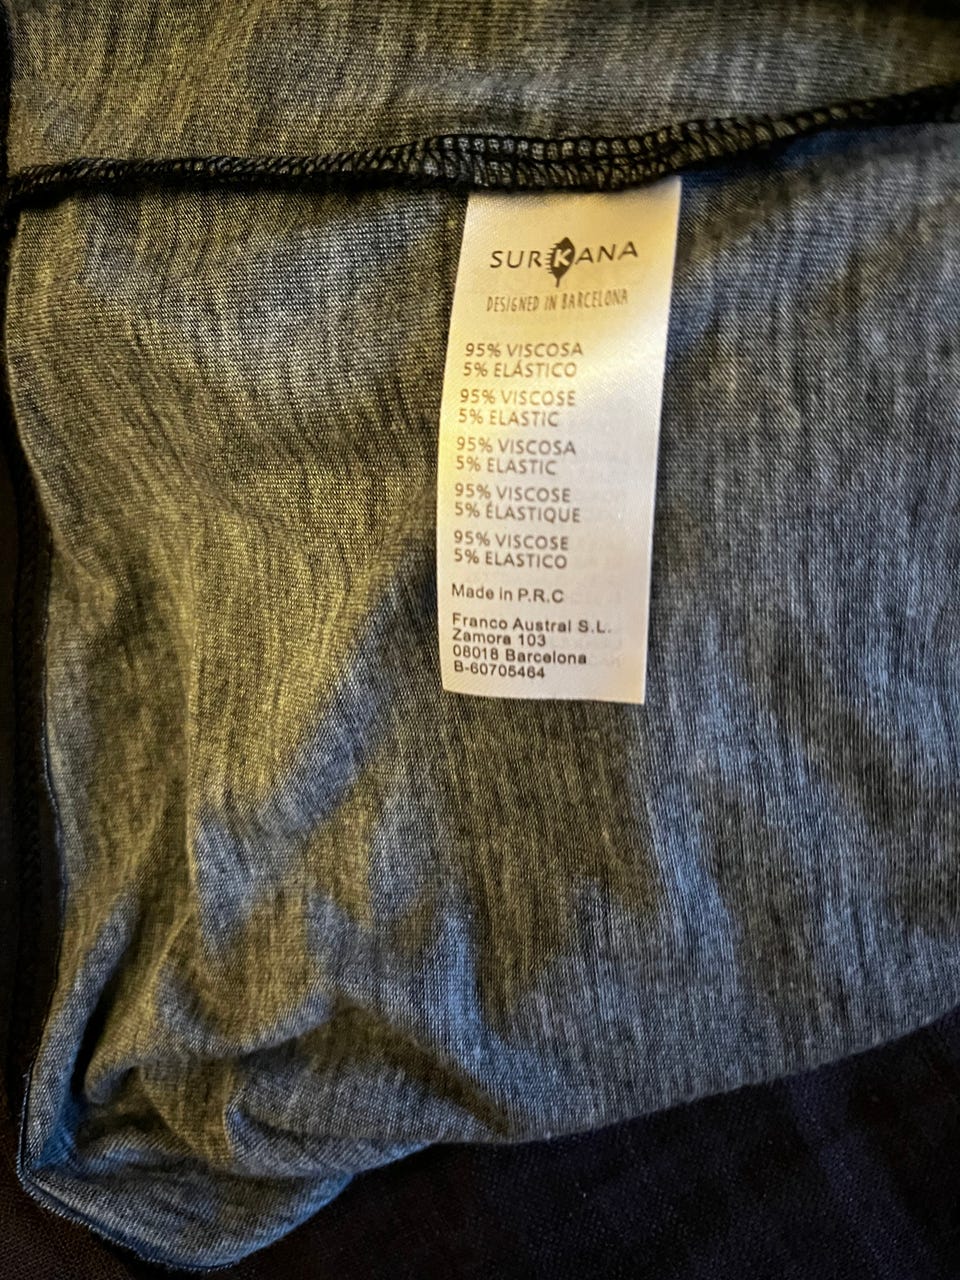 SURKANA
DESIGNED IN BARCELONA
95% VISCOSA
5% ELÁSTICO
95% VISCOSE
5% ELASTIC
95% VISCOSA
5% ELASTIC
95% VISCOSE
5% ÉLASTIQUE
95% VISCOSE
5% ELASTICO
Made in P.R.C
Franco Austral S.L.
Zamora 103
08018 Barcelona
B-60705464